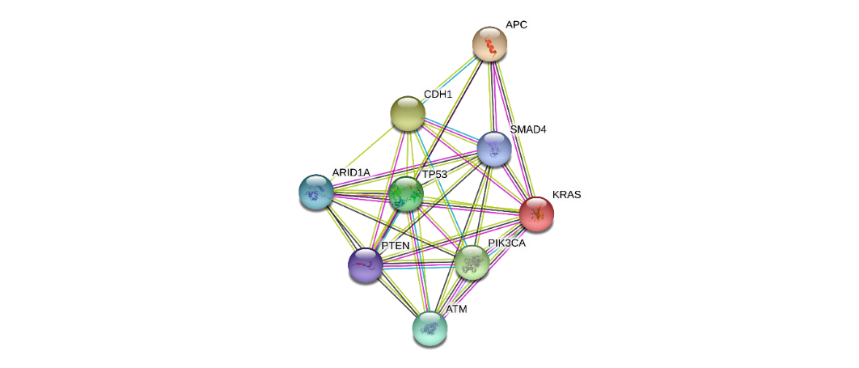 APC
CDH1
SMAD4
ARID1A
TP53
KRAS
PTEN
PIK3CA
ATM